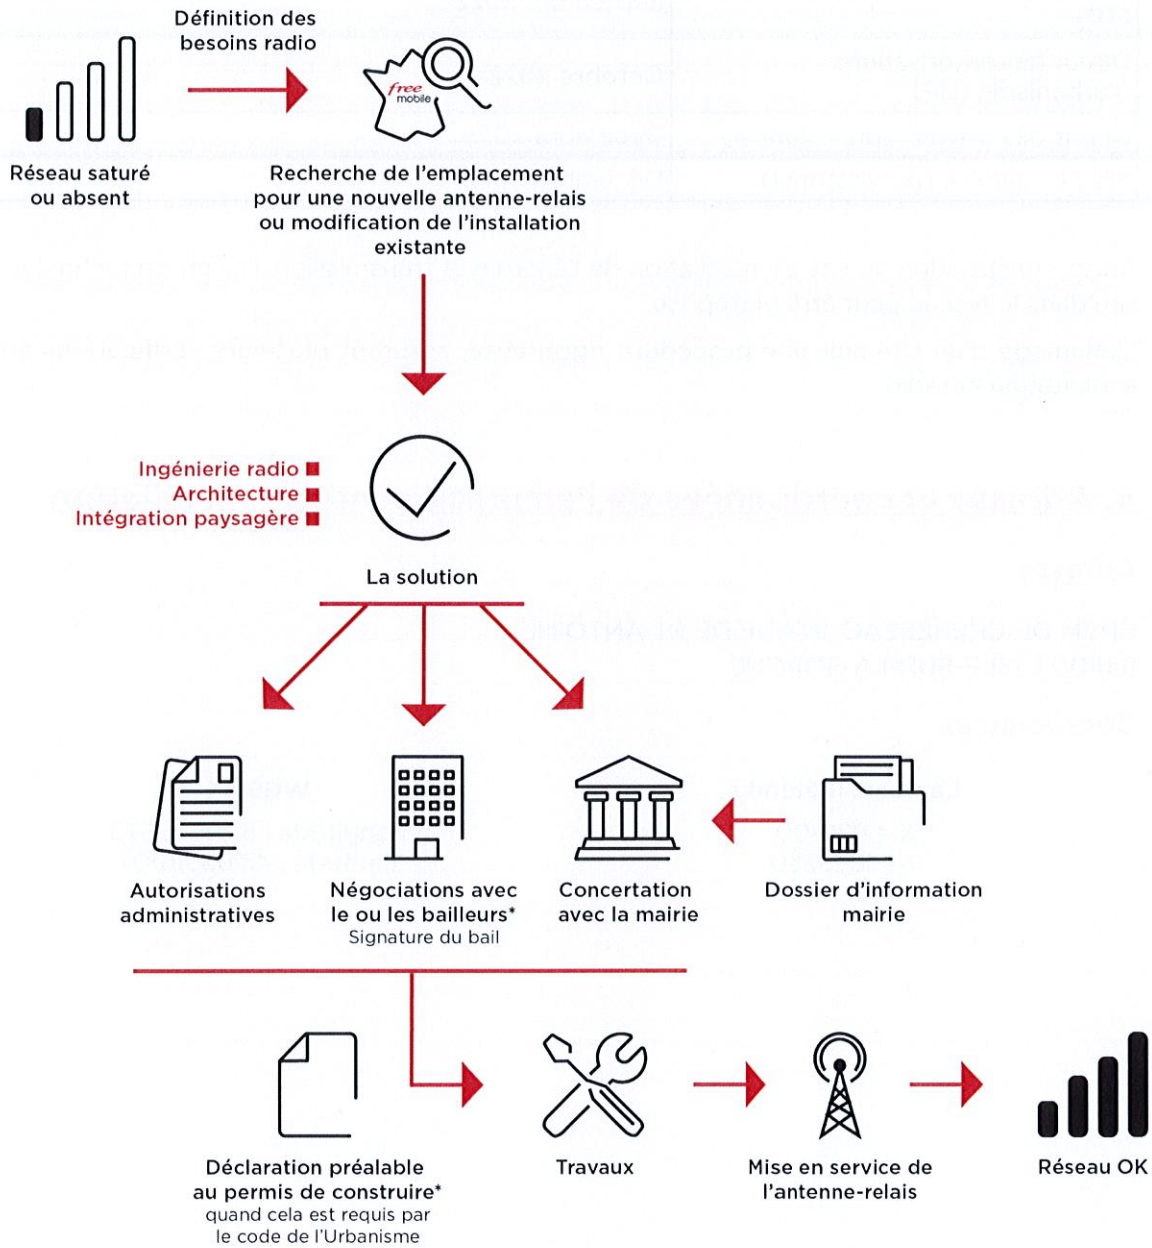 Définition des
besoins radio
free
mobile
Réseau saturé
ou absent
Recherche de l'emplacement
pour une nouvelle antenne-relais
ou modification de l'installation
existante
Ingénierie radio
Architecture
Intégration paysagère
La solution
Autorisations
administratives
Négociations avec
le ou les bailleurs*
Signature du bail
Concertation
avec la mairie
Dossier d'information
mairie
Déclaration préalable
au permis de construire*
quand cela est requis par
le code de l'Urbanisme
Travaux
Mise en service de
l'antenne-relais
Réseau OK